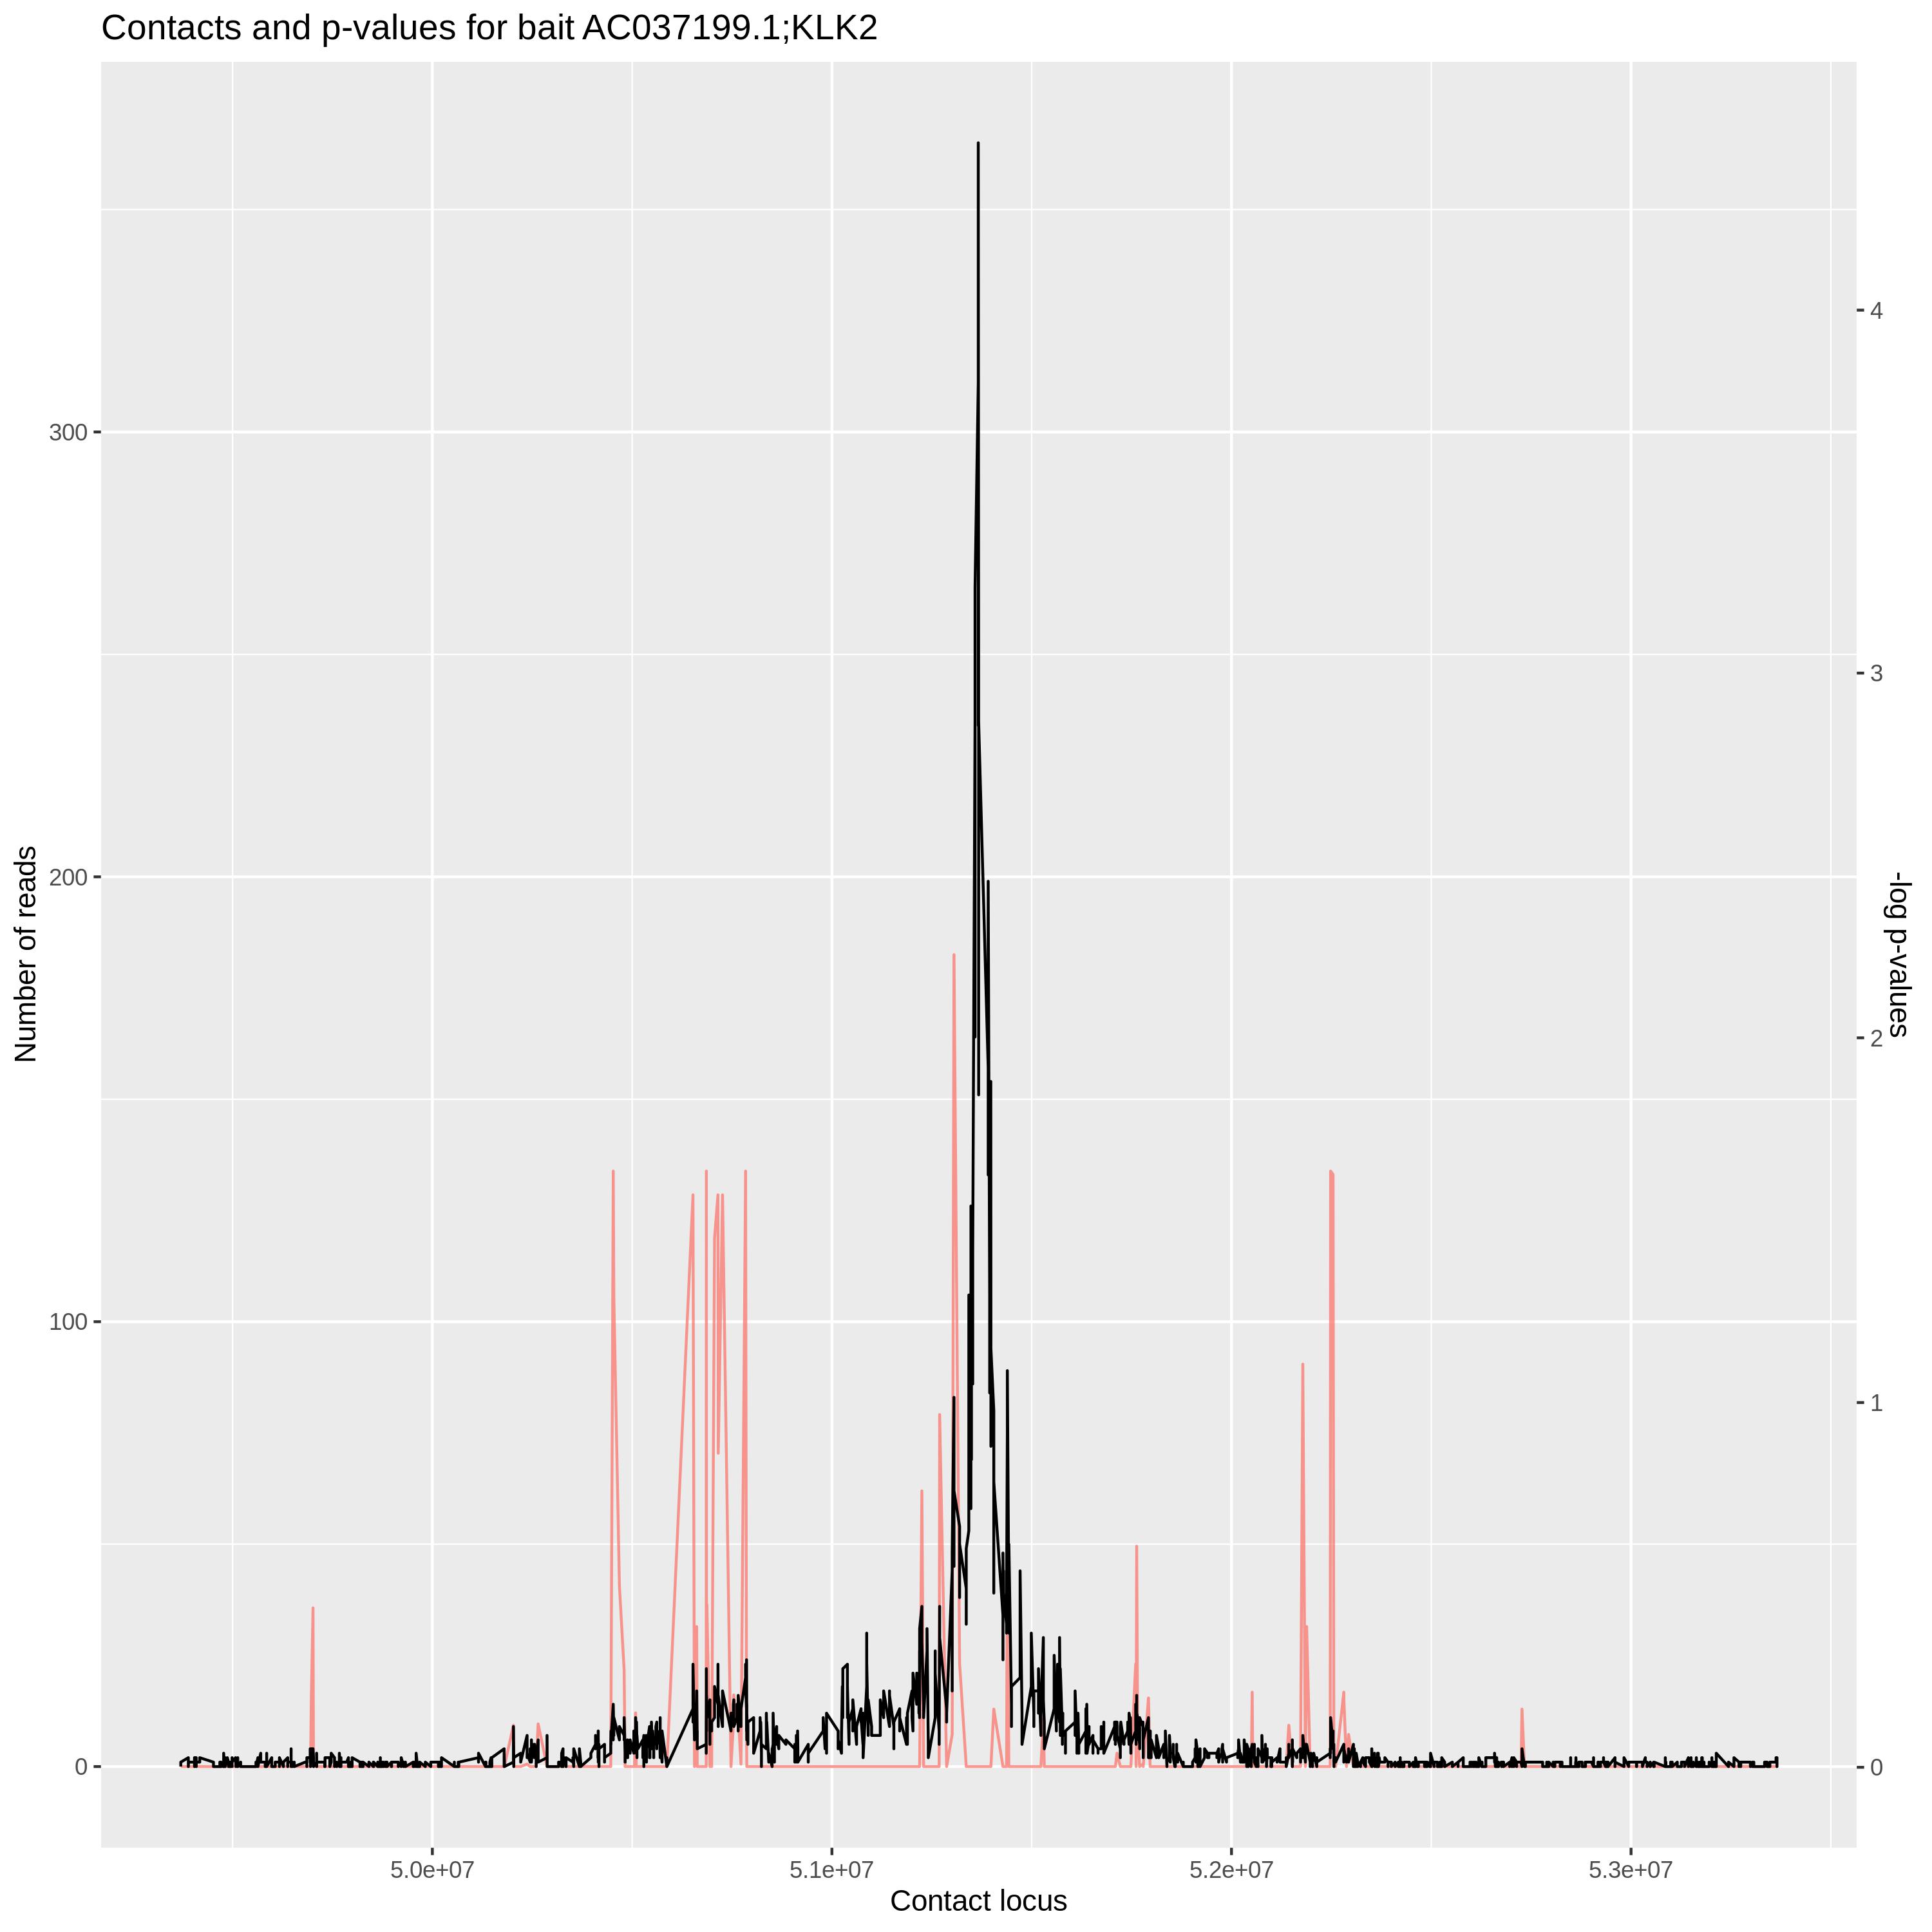 Contacts and p-values for bait AC037199.1;KLK2
Number of reads
300
200
100
0
-log p-values
4
3
2
1
0
5.0e+07 5.1e+07 5.2e+07 5.3e+07
Contact locus